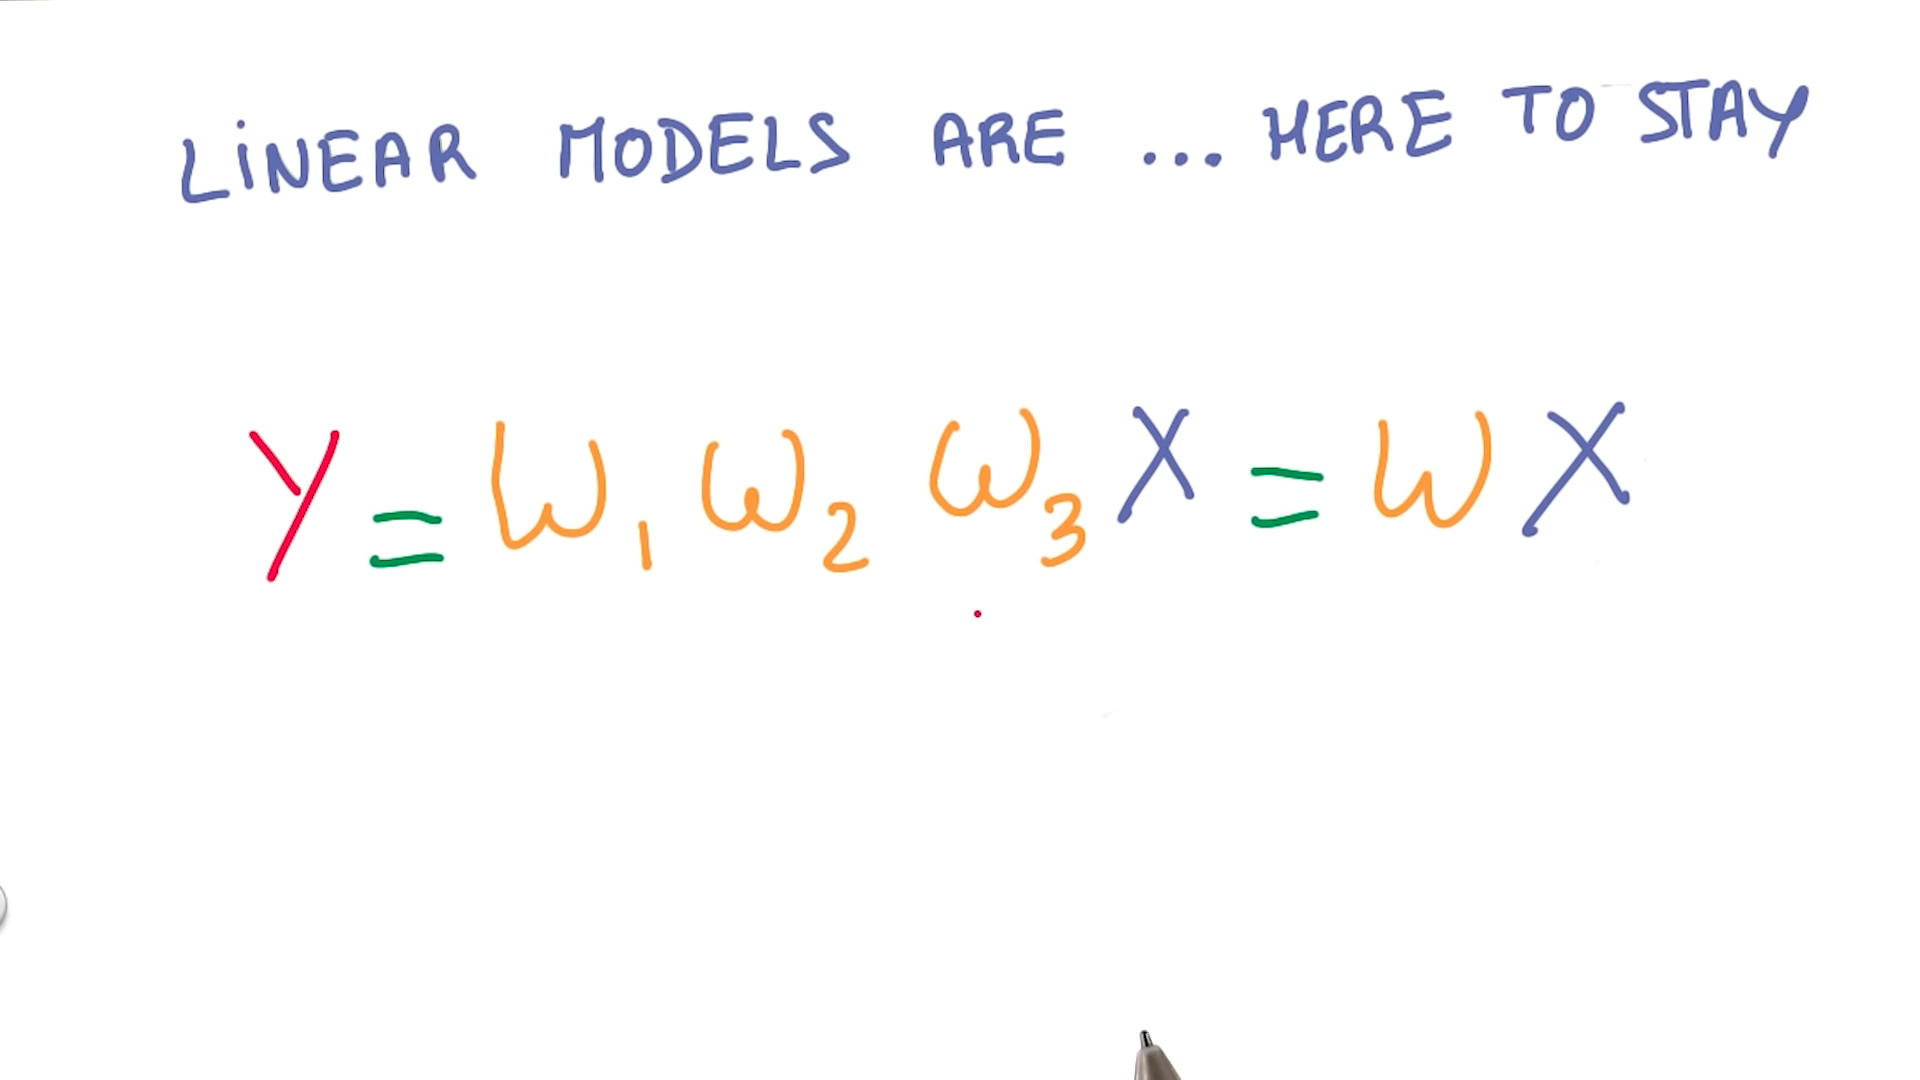 LINEAR MODELS ARE ... HERE TO STAY
Y = W₁ W₂ W₃ X = W X